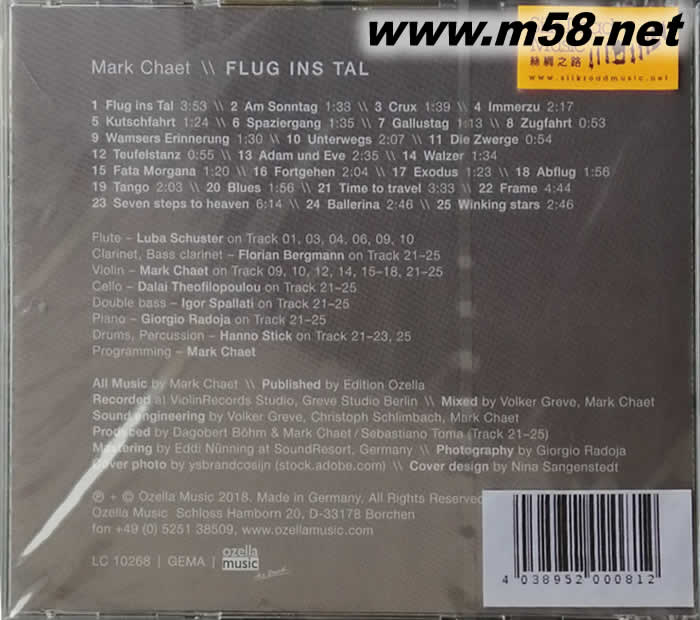 www.m58.net
Music
絲綢之路
www.silkroadmusic.net
Mark Chaet \\ FLUG INS TAL
1 Flug ins Tal 3:53 \\ 2 Am Sonntag 1:33 \\ 3 Crux 1:39 \\ 4 Immerzu 2:17
5 Kutschfahrt 1:24 \\ 6 Spaziergang 1:35 \\ 7 Gallustag 1:13 \\ 8 Zugfahrt 0:53
9 Wamsers Erinnerung 1:30 \\ 10 Unterwegs 2:07 \\ 11 Die Zwerge 0:54
12 Teufelstanz 0:55 \\ 13 Adam und Eve 2:35 \\ 14 Walzer 1:34
15 Fata Morgana 1:20 \\ 16 Fortgehen 2:04 \\ 17 Exodus 1:23 \\ 18 Abflug 1:56
19 Tango 2:03 \\ 20 Blues 1:56 \\ 21 Time to travel 3:33 \\ 22 Frame 4:44
23 Seven steps to heaven 6:14 \\ 24 Ballerina 2:46 \\ 25 Winking stars 2:46
Flute – Luba Schuster on Track 01, 03, 04, 06, 09, 10
Clarinet, Bass clarinet – Florian Bergmann on Track 21–25
Violin – Mark Chaet on Track 09, 10, 12, 14, 15–18, 21–25
Cello – Dalai Theofilopoulou on Track 21–25
Double bass – Igor Spallati on Track 21–25
Piano – Giorgio Radoja on Track 21–25
Drums, Percussion – Hanno Stick on Track 21–23, 25
Programming – Mark Chaet
All Music by Mark Chaet \\ Published by Edition Ozella
Recorded at ViolinRecords Studio, Greve Studio Berlin \\ Mixed by Volker Greve, Mark Chaet
Sound engineering by Volker Greve, Christoph Schlimbach, Mark Chaet
Produced by Dagobert Böhm & Mark Chaet / Sebastiano Toma (Track 21–25)
Mastering by Eddi Nünning at SoundResort, Germany \\ Photography by Giorgio Radoja
Cover photo by ysbrandcosijn (stock.adobe.com) \\ Cover design by Nina Sangenstedt
℗ + © Ozella Music 2018. Made in Germany. All Rights Reserved
Ozella Music Schloss Hamborn 20, D-33178 Borchen
fon +49 (0) 5251 38509, www.ozellamusic.com
LC 10268 | GEMA | ozella music
4 038952 000812